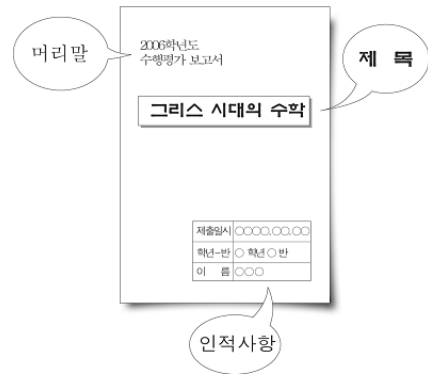 머리말
2006학년도
수행평가 보고서
제 목
그리스 시대의 수학
제출일시 ○○○○.○○.○○
학년-반 ○ 학년 ○ 반
이 름 ○○○
인적사항